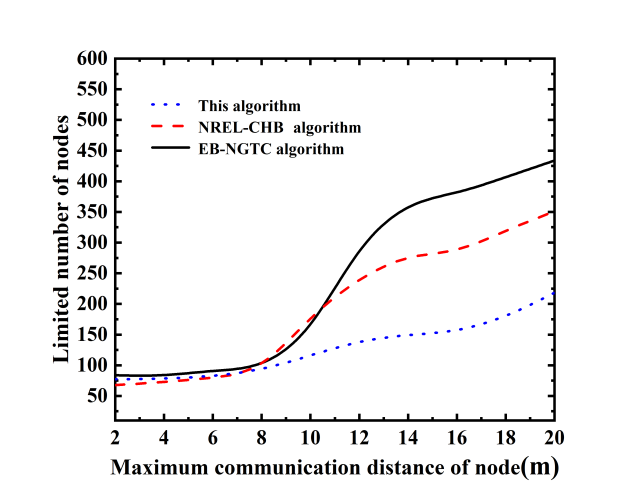 600
550
500
450
400
350
300
250
200
150
100
50
Limited number of nodes
This algorithm
NREL-CHB algorithm
EB-NGTC algorithm
2 4 6 8 10 12 14 16 18 20
Maximum communication distance of node(m)